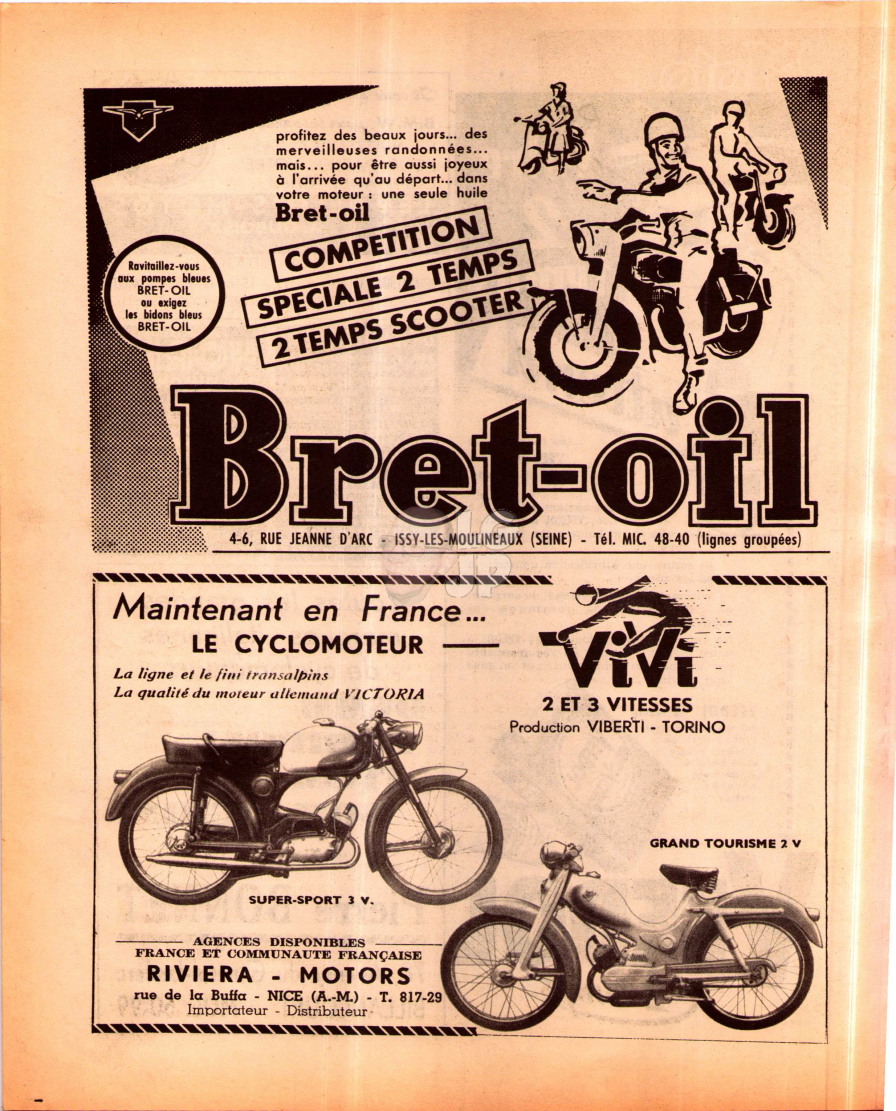 profitez des beaux jours... des
merveilleuses randonnées...
mais... pour être aussi joyeux
à l'arrivée qu'au départ... dans
votre moteur : une seule huile
Bret-oil
COMPETITION
SPECIALE 2 TEMPS
2 TEMPS SCOOTER
Ravitaillez-vous
aux pompes bleues
BRET-OIL
ou exigez
les bidons bleus
BRET-OIL
Bret-oil
4-6, RUE JEANNE D'ARC - ISSY-LES-MOULINEAUX (SEINE) - Tél. MIC. 48-40 (lignes groupées)
Maintenant en France...
LE CYCLOMOTEUR
ViVi
La ligne et le fini transalpins
La qualité du moteur allemand VICTORIA
2 ET 3 VITESSES
Production VIBERTI - TORINO
GRAND TOURISME 2 V
SUPER-SPORT 3 V.
AGENCES DISPONIBLES
FRANCE ET COMMUNAUTE FRANÇAISE
RIVIERA - MOTORS
rue de la Buffa - NICE (A.-M.) - T. 817-29
Importateur - Distributeur